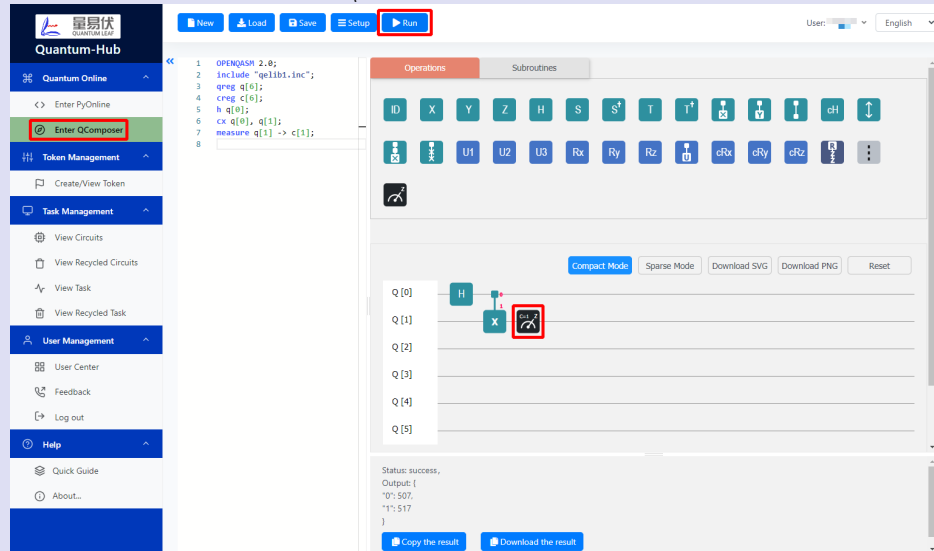 量易伏
QUANTUM LEAF
Quantum-Hub
Quantum Online
Enter PyOnline
Enter QComposer
Token Management
Create/View Token
Task Management
View Circuits
View Recycled Circuits
View Task
View Recycled Task
User Management
User Center
Feedback
Log out
Help
Quick Guide
About...
New
Load
Save
Setup
Run
User:
English
1 OPENQASM 2.0;
2 include "qelib1.inc";
3 qreg q[6];
4 creg c[6];
5 h q[0];
6 cx q[0], q[1];
7 measure q[1] -> c[1];
8
Operations
Subroutines
ID X Y Z H S S† T T† X Y cH
X X U1 U2 U3 Rx Ry Rz U cRx cRy cRz R Z Z
Z
Compact Mode
Sparse Mode
Download SVG
Download PNG
Reset
Q [0] H 0
1
Q [1] X C=1 Z
Q [2]
Q [3]
Q [4]
Q [5]
Status: success,
Output: {
"0": 507,
"1": 517
}
Copy the result
Download the result